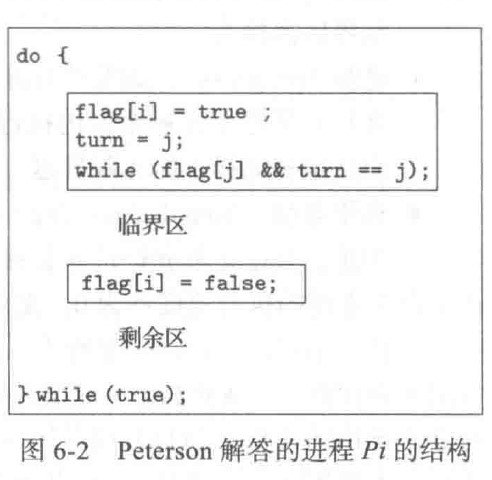 do {
flag[i] = true ;
turn = j;
while (flag[j] && turn == j);
临界区
flag[i] = false;
剩余区
} while (true);
图 6-2 Peterson 解答的进程 Pi 的结构